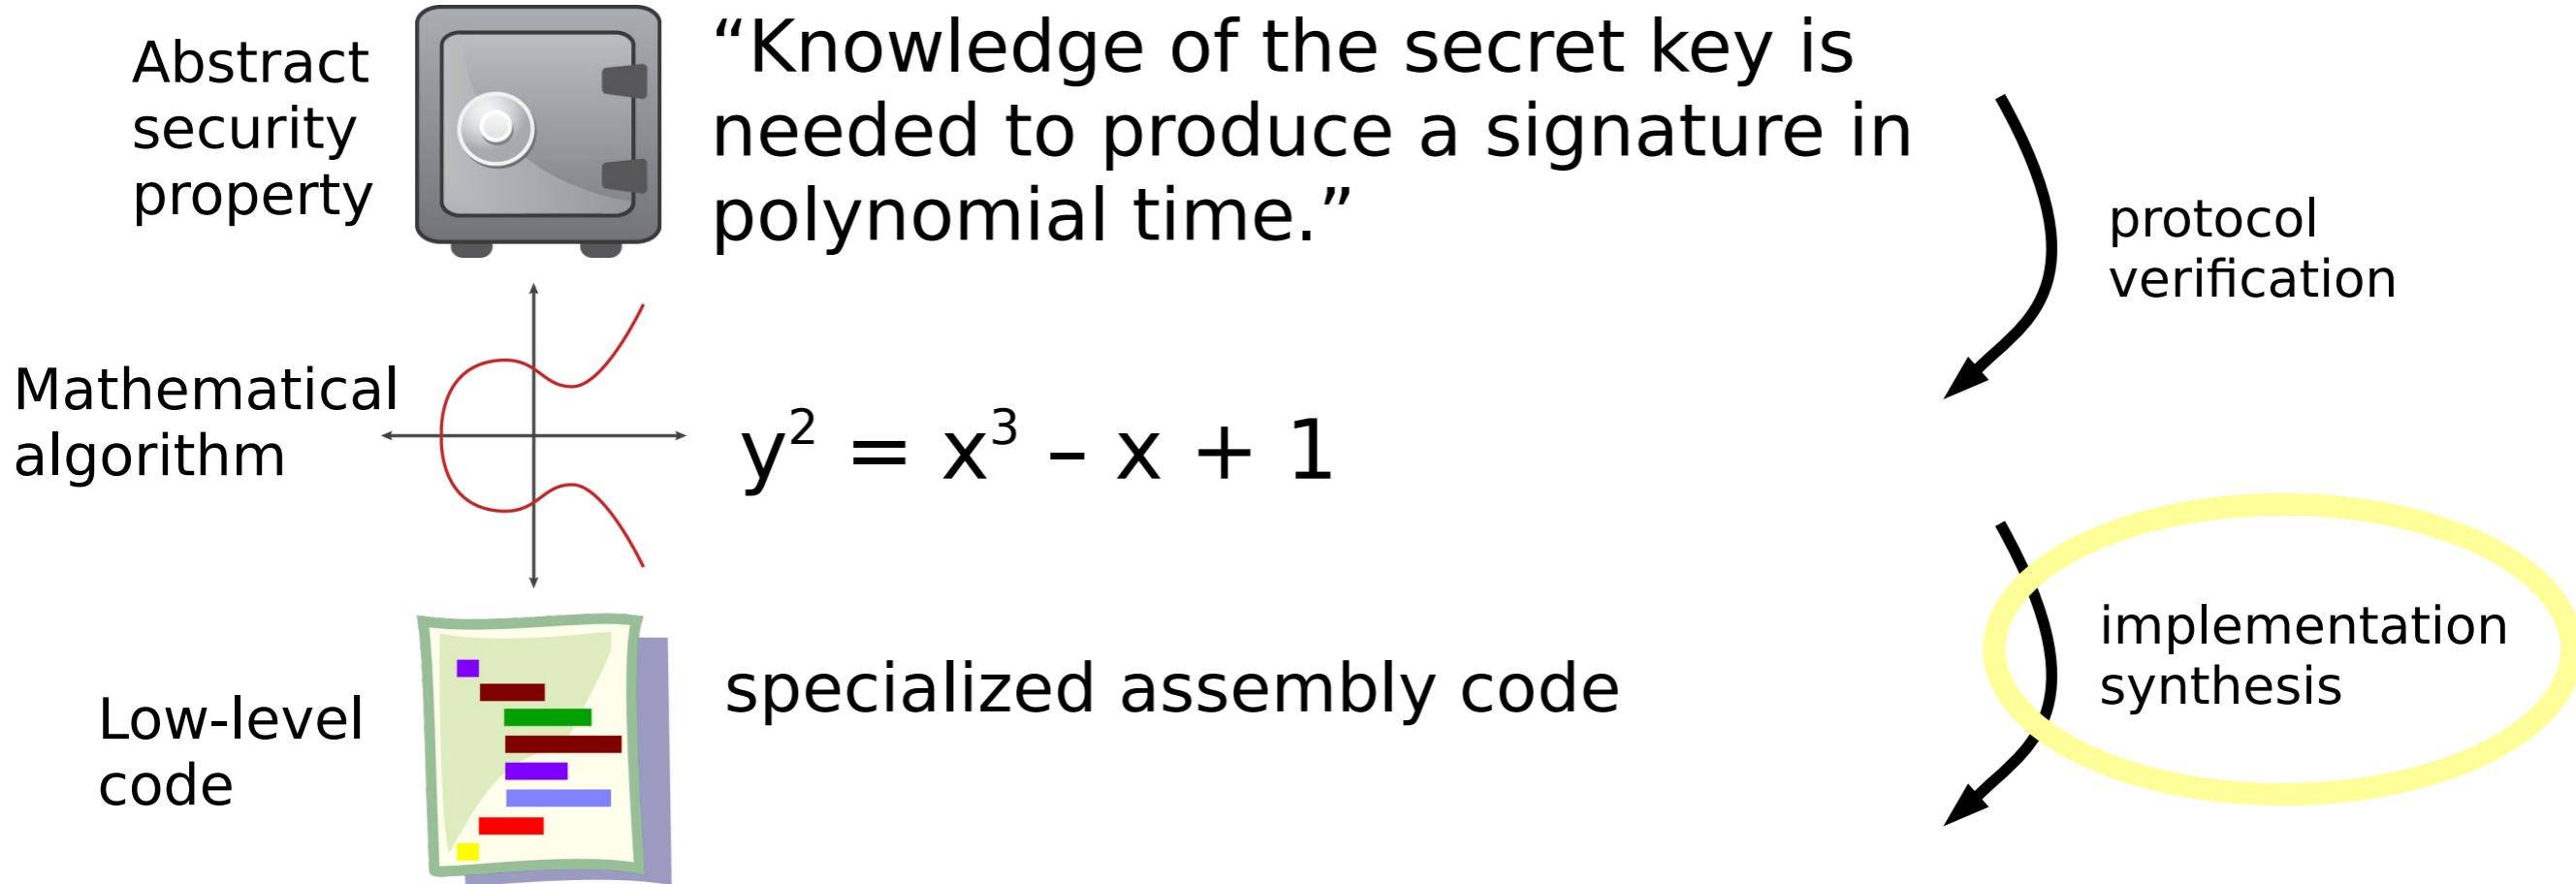 Abstract
security
property
“Knowledge of the secret key is
needed to produce a signature in
polynomial time.”
protocol
verification
Mathematical
algorithm
y² = x³ – x + 1
implementation
synthesis
Low-level
code
specialized assembly code